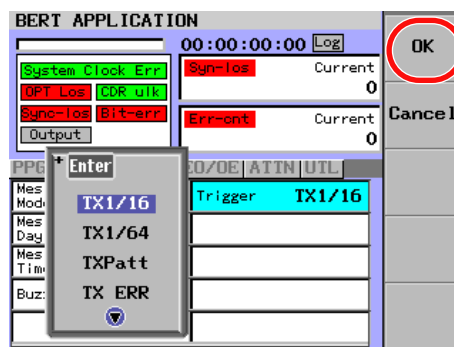 BERT APPLICATION
00:00:00:00 Log
OK
System Clock Err
OPT Los CDR ulk
Sync-los Bit-err
Output
Syn-los Current
0
Err-cnt Current
0
Cancel
PPG EO/OE ATTN UTL
* Enter
TX1/16
TX1/64
TXPatt
TX ERR
Mes
Mod
Mes
Day
Mes
Tim
Buz
Trigger TX1/16